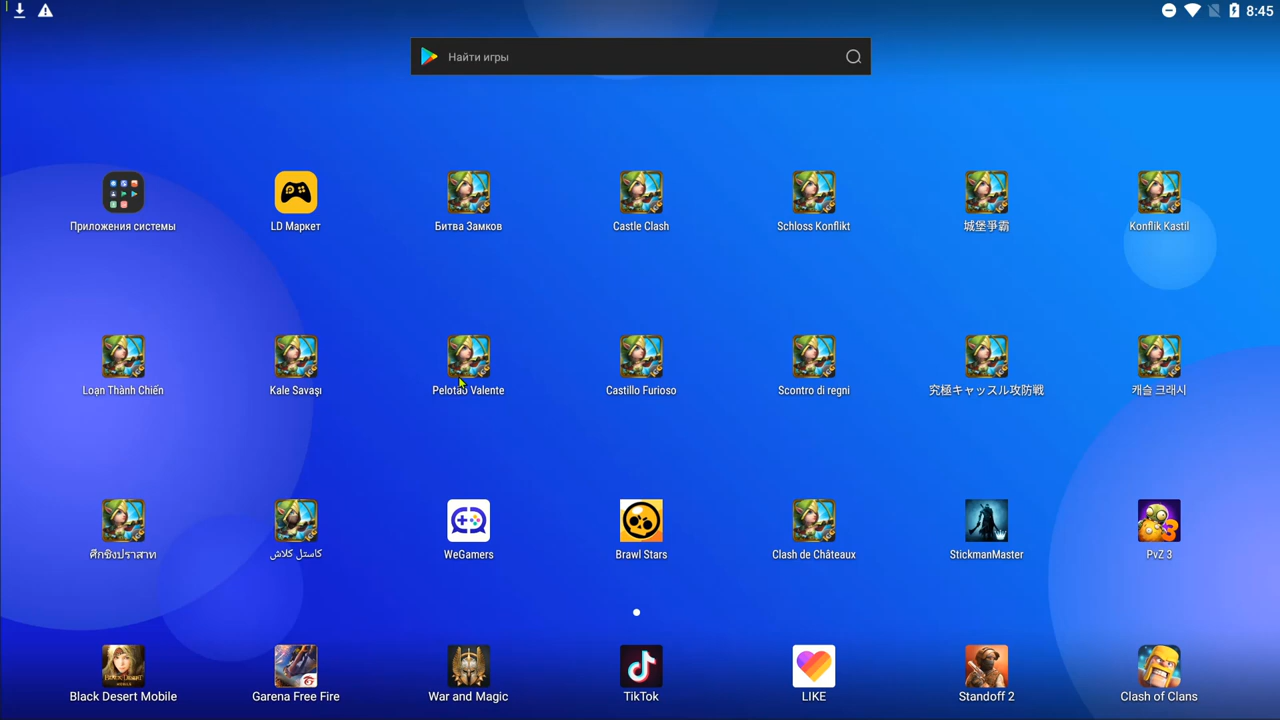 8:45
Найти игры
Приложения системы
LD Маркет
Битва Замков
Castle Clash
Schloss Konflikt
城堡爭霸
Konflik Kastil
Loạn Thành Chiến
Kale Savaşı
Pelotão Valente
Castillo Furioso
Scontro di regni
究極キャッスル攻防戦
캐슬 크래시
ศึกชิงปราสาท
كاستل كلاش
WeGamers
Brawl Stars
Clash de Châteaux
StickmanMaster
PvZ 3
Black Desert Mobile
Garena Free Fire
War and Magic
TikTok
LIKE
Standoff 2
Clash of Clans